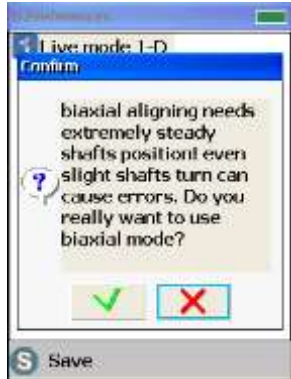 Preferences
Live mode 1-D
Confirm
biaxial aligning needs
extremely steady
shafts position! even
slight shafts turn can
cause errors. Do you
really want to use
biaxial mode?
S Save